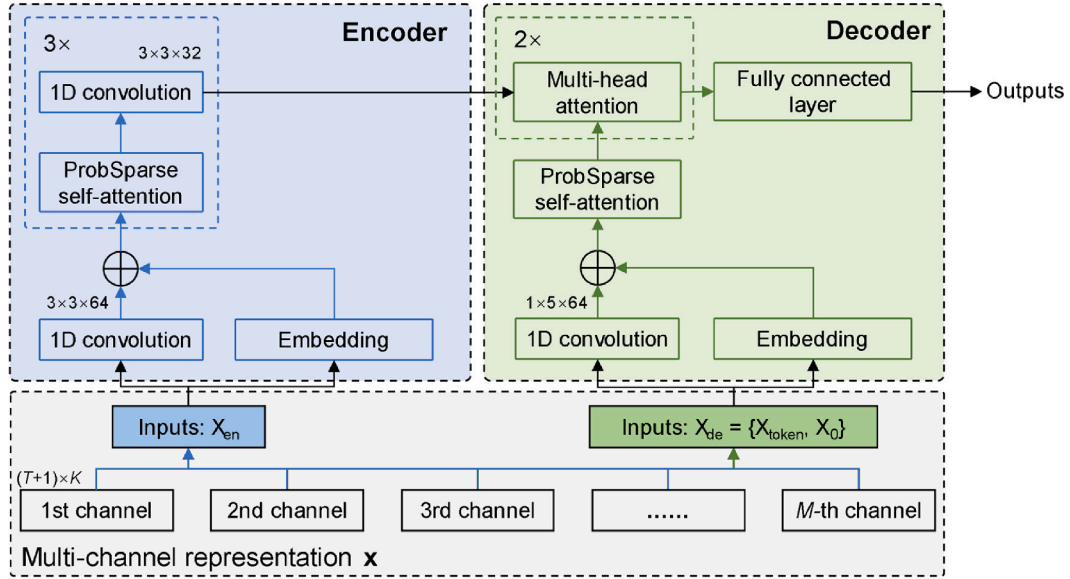 Encoder
3×
3×3×32
1D convolution
ProbSparse
self-attention
3×3×64
1D convolution
Embedding
Decoder
2×
Multi-head
attention
Fully connected
layer
Outputs
ProbSparse
self-attention
1×5×64
1D convolution
Embedding
Inputs: Xen
Inputs: Xde = {Xtoken, X0}
(T+1)×K
1st channel
2nd channel
3rd channel
......
M-th channel
Multi-channel representation x